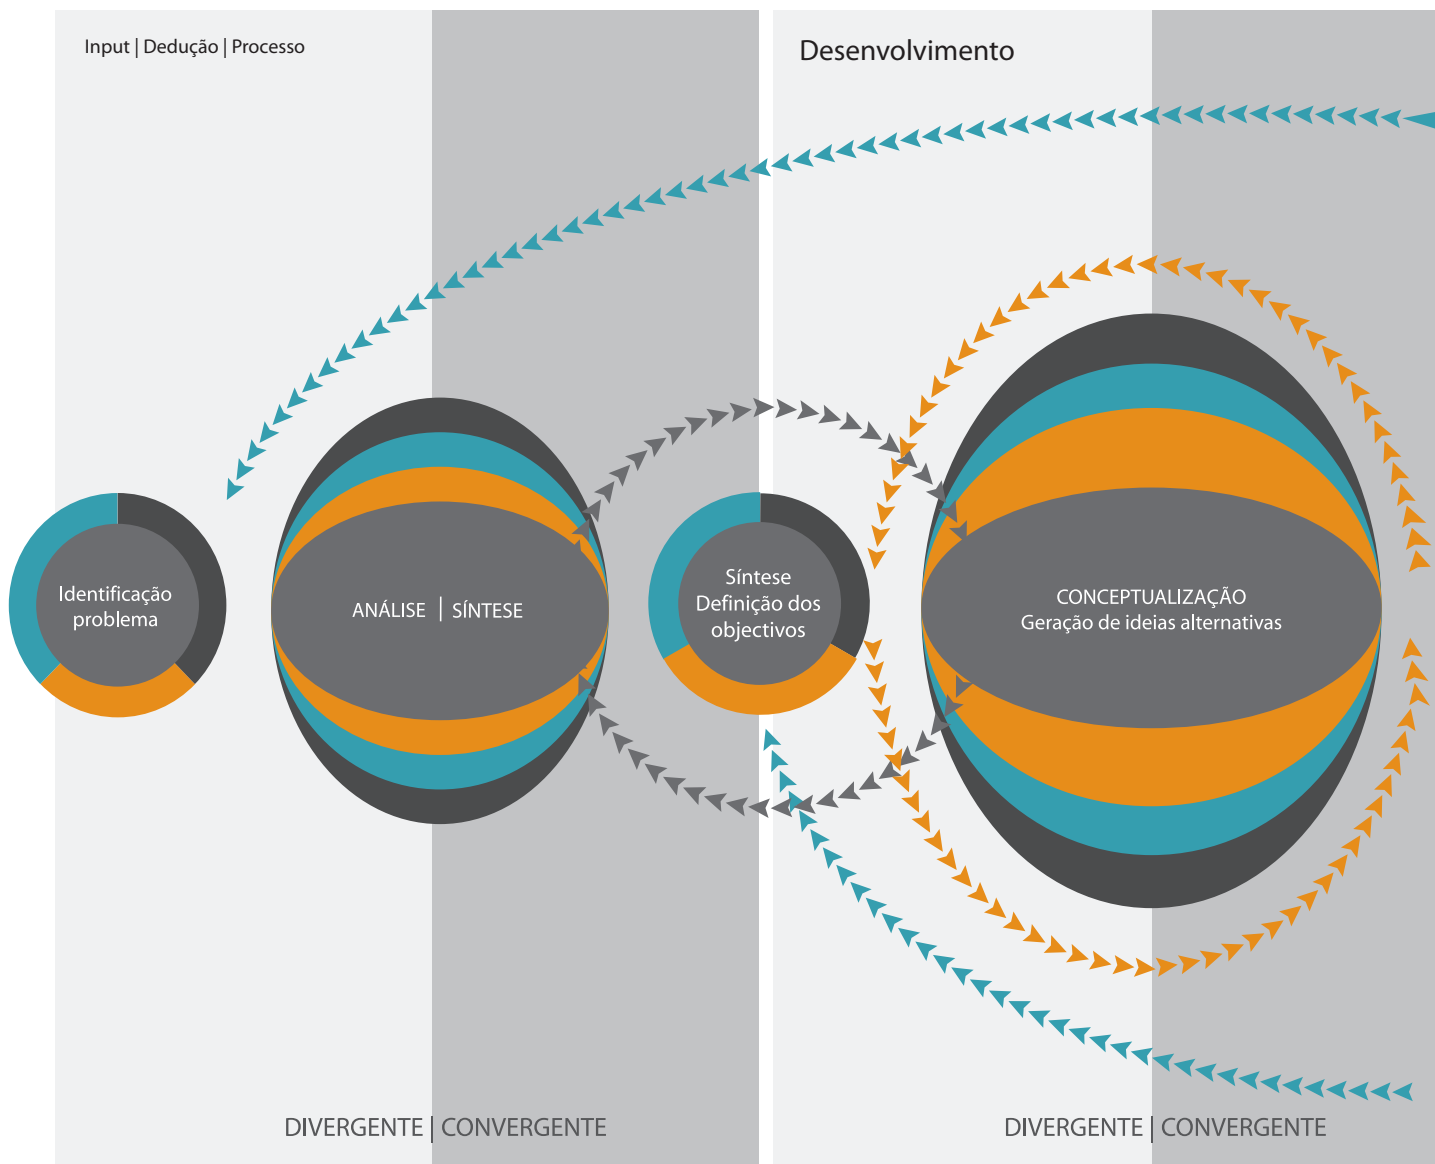 Input | Dedução | Processo
Desenvolvimento
Identificação
problema
ANÁLISE | SÍNTESE
Síntese
Definição dos
objectivos
CONCEPTUALIZAÇÃO
Geração de ideias alternativas
DIVERGENTE | CONVERGENTE
DIVERGENTE | CONVERGENTE